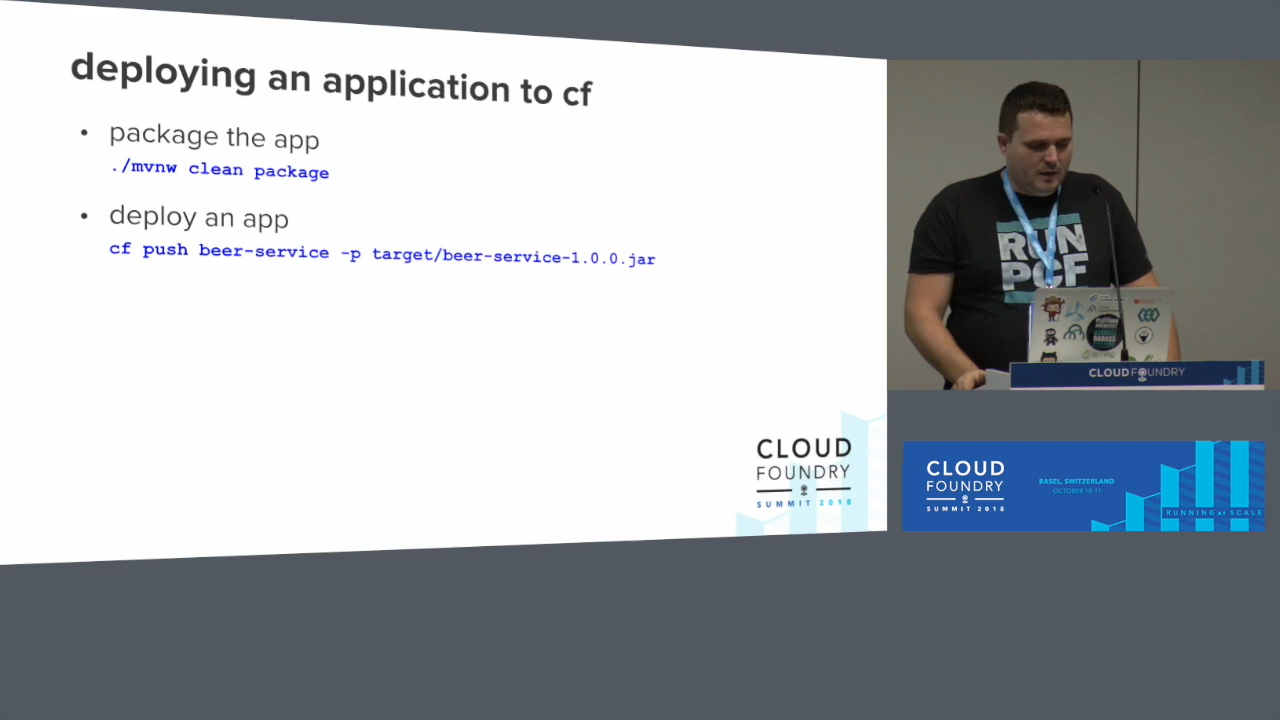 deploying an application to cf
• package the app
./mvnw clean package
• deploy an app
cf push beer-service -p target/beer-service-1.0.0.jar
CLOUD
FOUNDRY
SUMMIT 2018
RUN
PCF
CLOUD FOUNDRY
CLOUD
FOUNDRY
SUMMIT 2018
BASEL, SWITZERLAND
OCTOBER 10-11
RUNNING AT SCALE